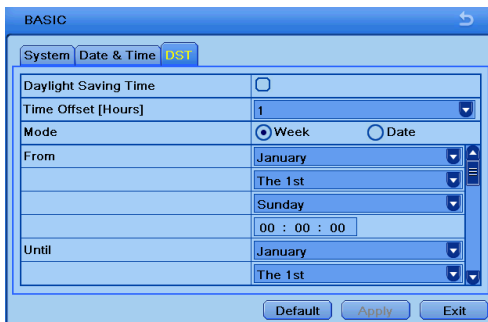 BASIC
System Date & Time DST
Daylight Saving Time
Time Offset [Hours] 1
Mode Week Date
From January
The 1st
Sunday
00 : 00 : 00
Until January
The 1st
Default Apply Exit